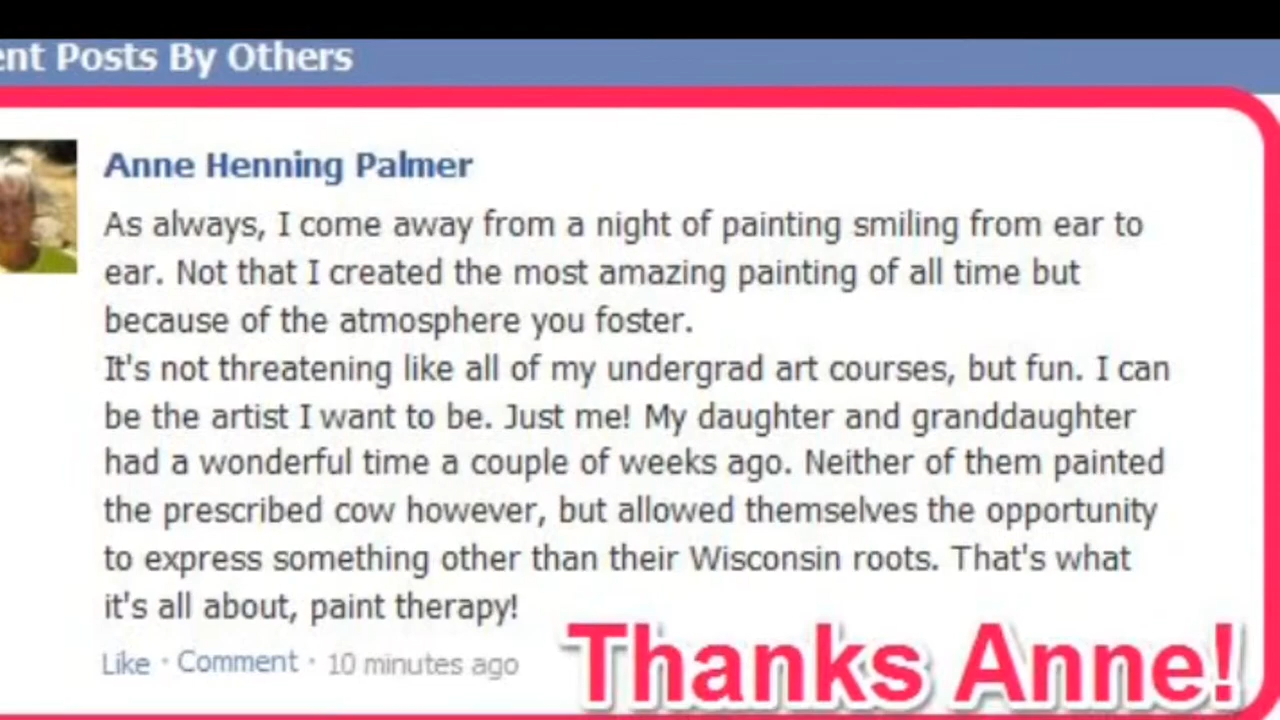 ent Posts By Others
Anne Henning Palmer
As always, I come away from a night of painting smiling from ear to
ear. Not that I created the most amazing painting of all time but
because of the atmosphere you foster.
It's not threatening like all of my undergrad art courses, but fun. I can
be the artist I want to be. Just me! My daughter and granddaughter
had a wonderful time a couple of weeks ago. Neither of them painted
the prescribed cow however, but allowed themselves the opportunity
to express something other than their Wisconsin roots. That's what
it's all about, paint therapy!
Like · Comment · 10 minutes ago
Thanks Anne!